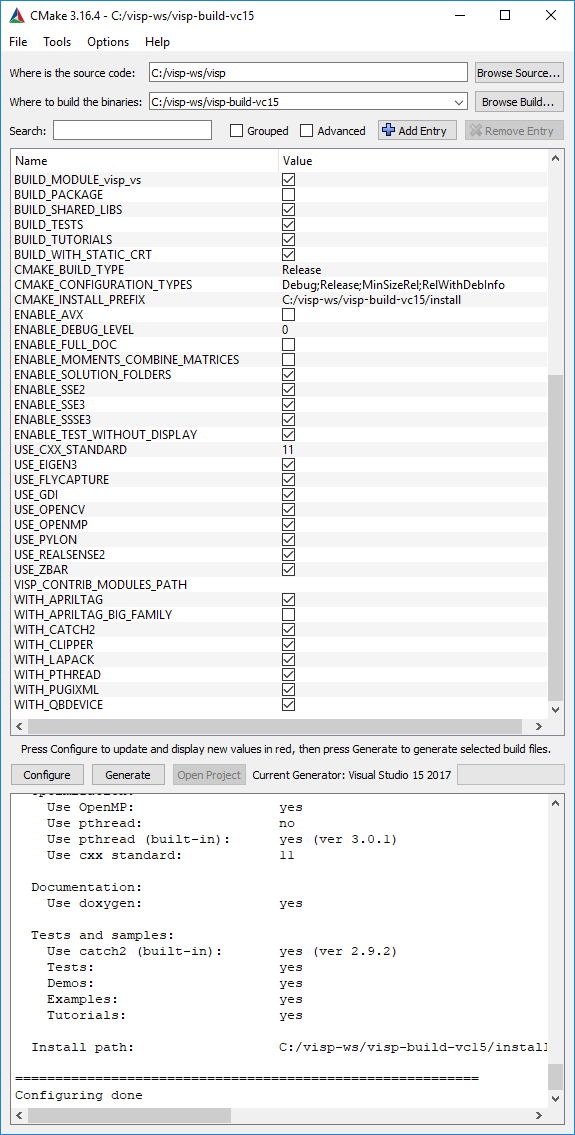 CMake 3.16.4 - C:/visp-ws/visp-build-vc15
File Tools Options Help
Where is the source code: C:/visp-ws/visp Browse Source...
Where to build the binaries: C:/visp-ws/visp-build-vc15 Browse Build...
Search: Grouped Advanced Add Entry Remove Entry
Name Value
BUILD_MODULE_visp_vs
BUILD_PACKAGE
BUILD_SHARED_LIBS
BUILD_TESTS
BUILD_TUTORIALS
BUILD_WITH_STATIC_CRT
CMAKE_BUILD_TYPE Release
CMAKE_CONFIGURATION_TYPES Debug;Release;MinSizeRel;RelWithDebInfo
CMAKE_INSTALL_PREFIX C:/visp-ws/visp-build-vc15/install
ENABLE_AVX
ENABLE_DEBUG_LEVEL 0
ENABLE_FULL_DOC
ENABLE_MOMENTS_COMBINE_MATRICES
ENABLE_SOLUTION_FOLDERS
ENABLE_SSE2
ENABLE_SSE3
ENABLE_SSSE3
ENABLE_TEST_WITHOUT_DISPLAY
USE_CXX_STANDARD 11
USE_EIGEN3
USE_FLYCAPTURE
USE_GDI
USE_OPENCV
USE_OPENMP
USE_PYLON
USE_REALSENSE2
USE_ZBAR
VISP_CONTRIB_MODULES_PATH
WITH_APRILTAG
WITH_APRILTAG_BIG_FAMILY
WITH_CATCH2
WITH_CLIPPER
WITH_LAPACK
WITH_PTHREAD
WITH_PUGIXML
WITH_QBDEVICE
Press Configure to update and display new values in red, then press Generate to generate selected build files.
Configure Generate Open Project Current Generator: Visual Studio 15 2017
Optimization:
Use OpenMP: yes
Use pthread: no
Use pthread (built-in): yes (ver 3.0.1)
Use cxx standard: 11
Documentation:
Use doxygen: yes
Tests and samples:
Use catch2 (built-in): yes (ver 2.9.2)
Tests: yes
Demos: yes
Examples: yes
Tutorials: yes
Install path: C:/visp-ws/visp-build-vc15/install
==========================================================
Configuring done